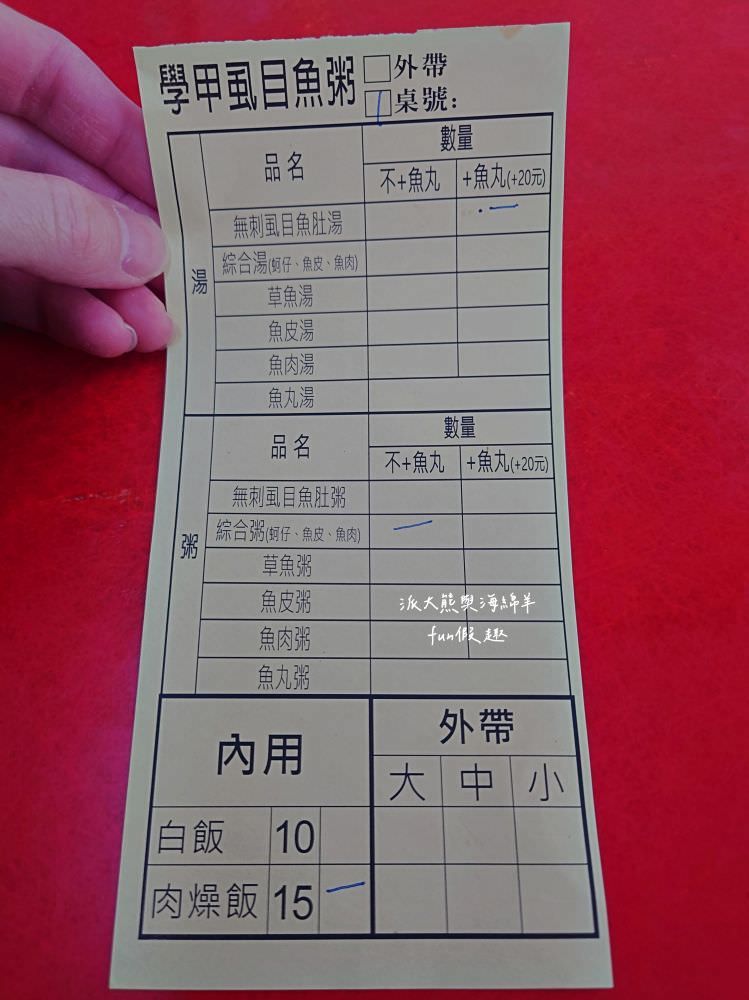 學甲虱目魚粥 □外帶
□桌號:
數量
品名
不+魚丸 +魚丸(+20元)
無刺虱目魚肚湯 一
綜合湯(蚵仔、魚皮、魚肉)
湯
草魚湯
魚皮湯
魚肉湯
魚丸湯
數量
品名
不+魚丸 +魚丸(+20元)
無刺虱目魚肚粥
綜合粥(蚵仔、魚皮、魚肉) 一
粥
草魚粥
魚皮粥
派大熊與海綿羊
魚肉粥
fun假趣
魚丸粥
內用 外帶
大 中 小
白飯 10
肉燥飯 15 一